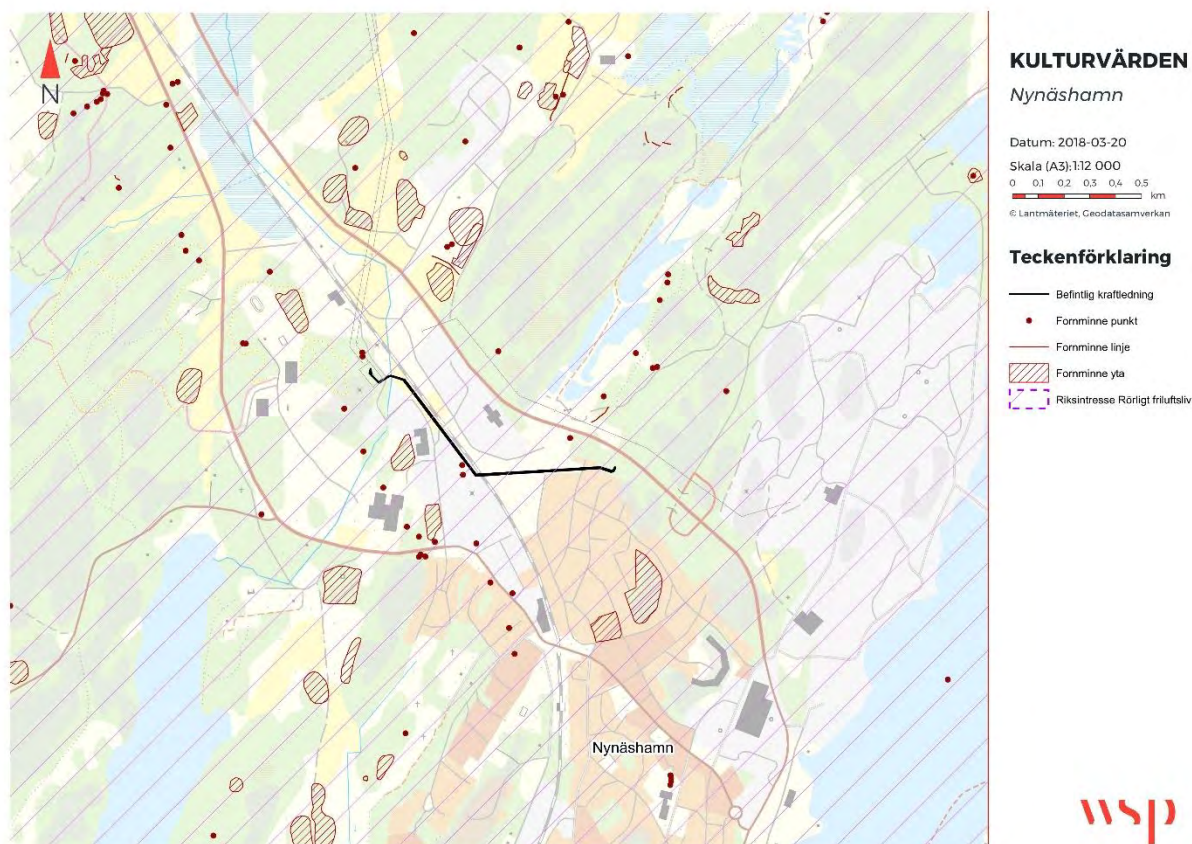 N
Nynäshamn
KULTURVÄRDEN
Nynäshamn
Datum: 2018-03-20
Skala (A3):1:12 000
0 0,1 0,2 0,3 0,4 0,5
km
© Lantmäteriet, Geodatasamverkan
Teckenförklaring
Befintlig kraftledning
Fornminne punkt
Fornminne linje
Fornminne yta
Riksintresse Rörligt friluftsliv
wsp